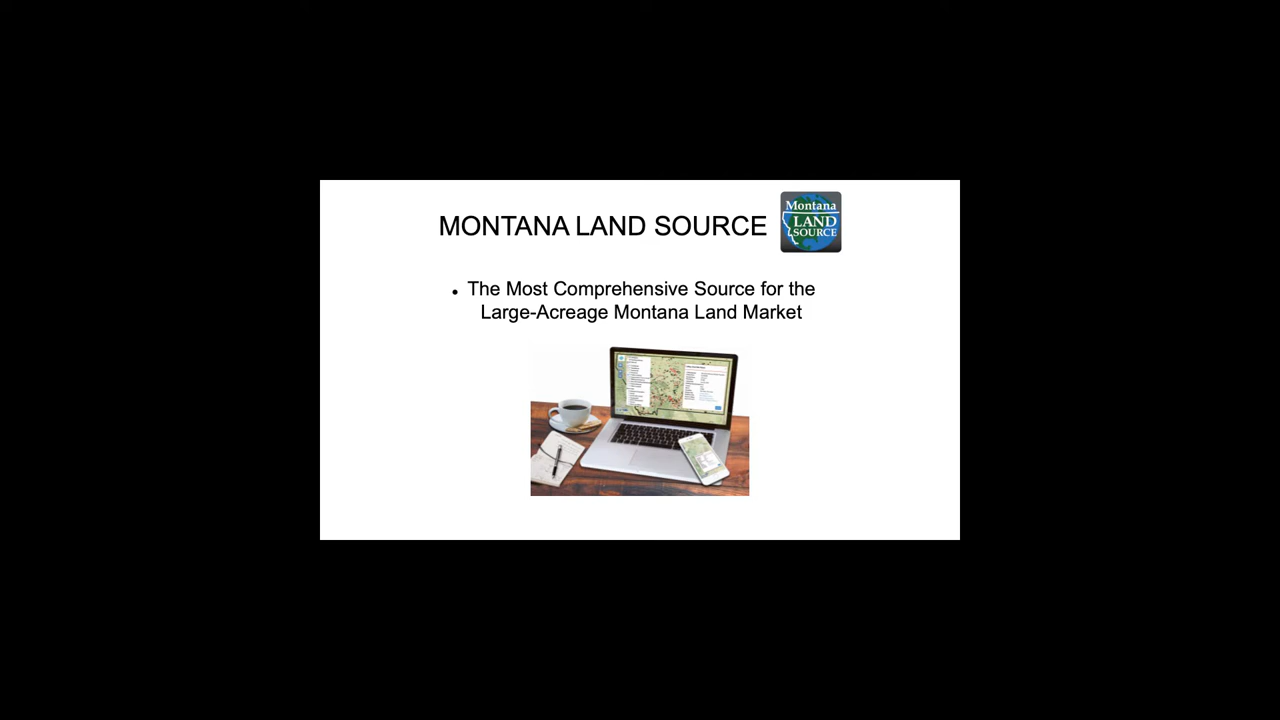 MONTANA LAND SOURCE
Montana
LAND
SOURCE
• The Most Comprehensive Source for the
Large-Acreage Montana Land Market